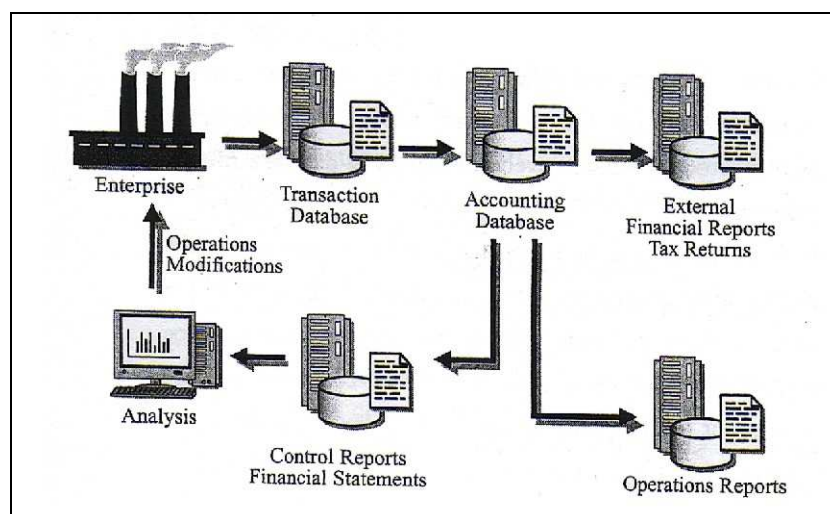 Enterprise
Transaction
Database
Accounting
Database
External
Financial Reports
Tax Returns
Operations
Modifications
Analysis
Control Reports
Financial Statements
Operations Reports